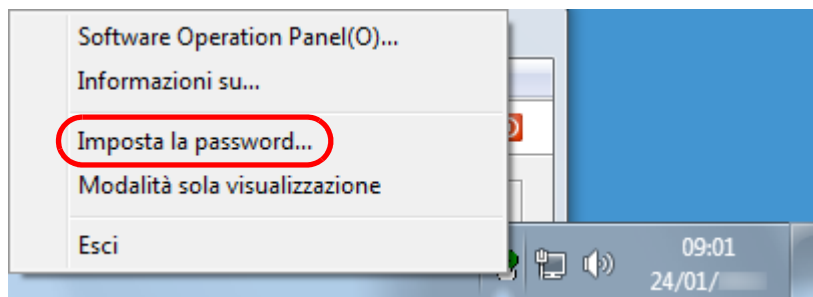 Software Operation Panel(O)...
Informazioni su...
Imposta la password...
Modalità sola visualizzazione
Esci
09:01
24/01/